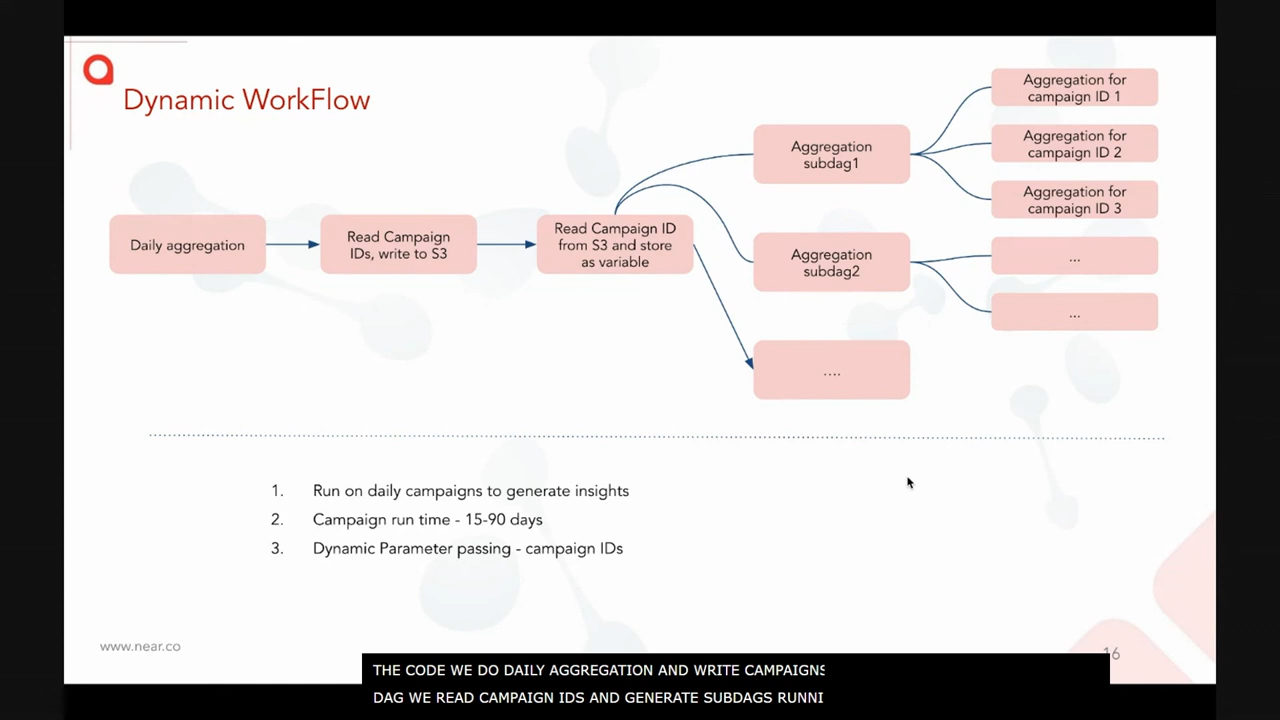 Dynamic WorkFlow
Daily aggregation
Read Campaign
IDs, write to S3
Read Campaign ID
from S3 and store
as variable
Aggregation
subdag1
Aggregation
subdag2
....
Aggregation for
campaign ID 1
Aggregation for
campaign ID 2
Aggregation for
campaign ID 3
...
...
1. Run on daily campaigns to generate insights
2. Campaign run time - 15-90 days
3. Dynamic Parameter passing - campaign IDs
www.near.co
16
THE CODE WE DO DAILY AGGREGATION AND WRITE CAMPAIGNS
DAG WE READ CAMPAIGN IDS AND GENERATE SUBDAGS RUNNI